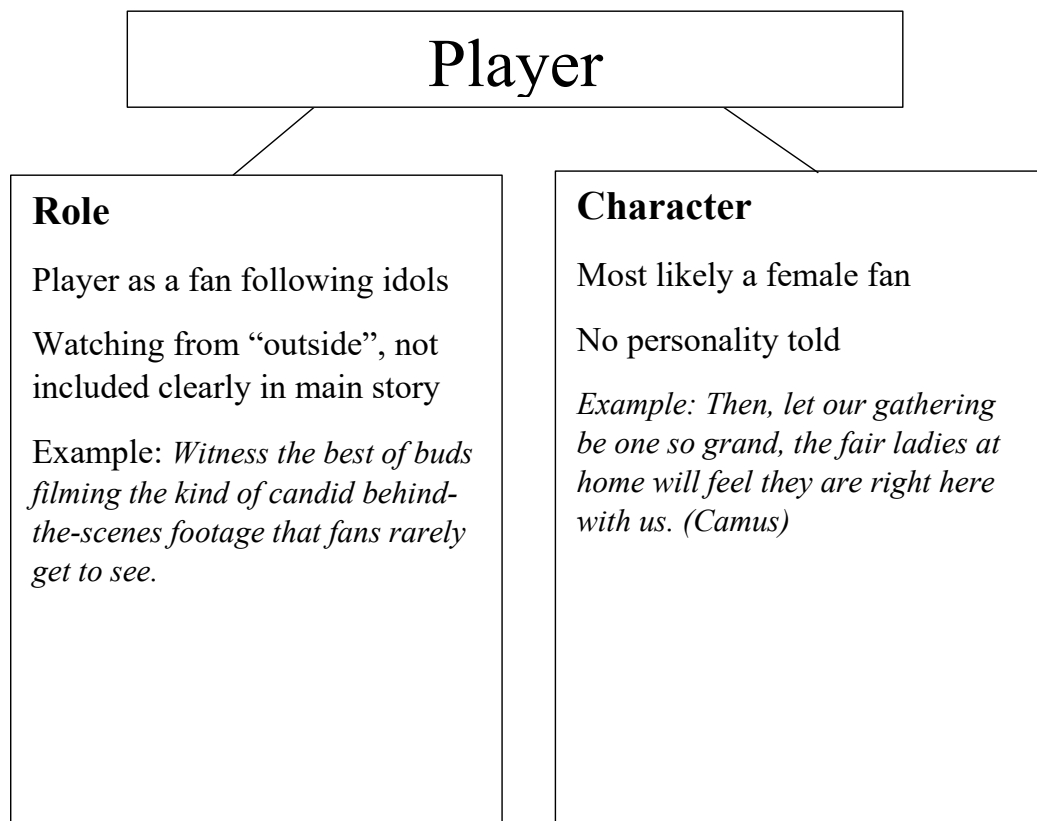 Player
Role
Player as a fan following idols
Watching from “outside”, not
included clearly in main story
Example: Witness the best of buds
filming the kind of candid behind-
the-scenes footage that fans rarely
get to see.
Character
Most likely a female fan
No personality told
Example: Then, let our gathering
be one so grand, the fair ladies at
home will feel they are right here
with us. (Camus)